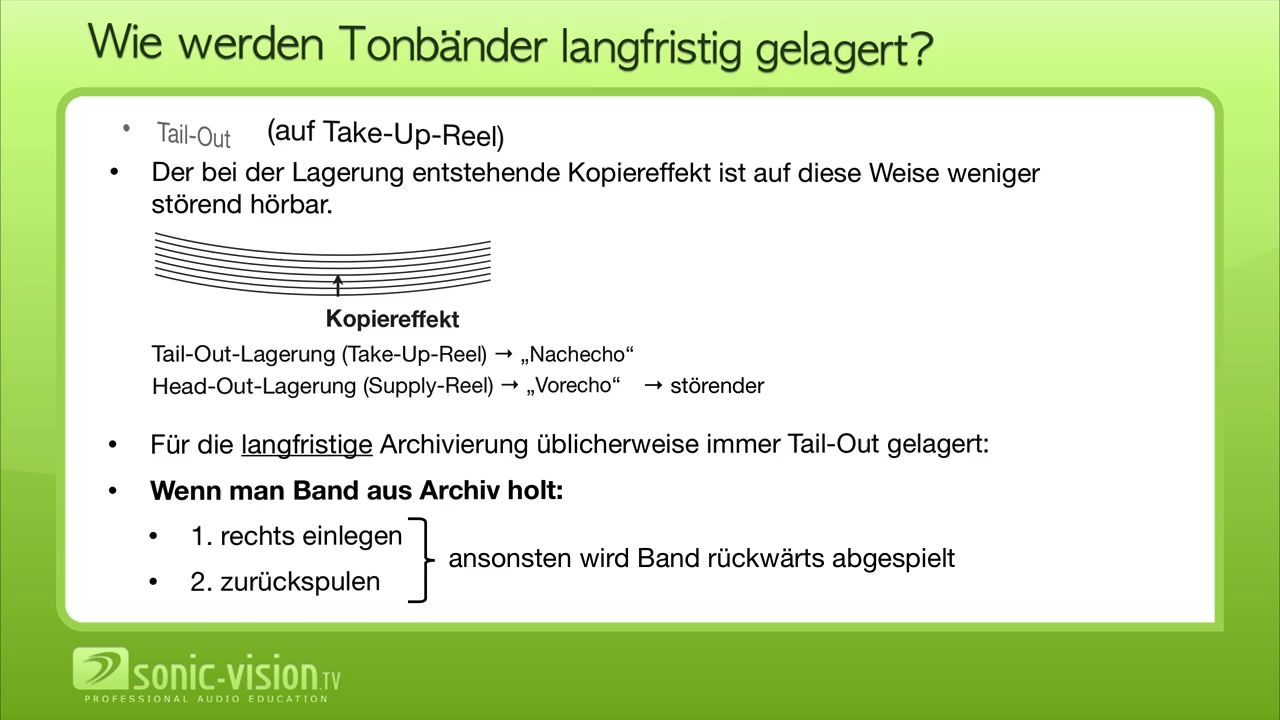 Wie werden Tonbänder langfristig gelagert?
• Tail-Out (auf Take-Up-Reel)
• Der bei der Lagerung entstehende Kopiereffekt ist auf diese Weise weniger
störend hörbar.
Kopiereffekt
Tail-Out-Lagerung (Take-Up-Reel) → „Nachecho“
Head-Out-Lagerung (Supply-Reel) → „Vorecho“ → störender
• Für die langfristige Archivierung üblicherweise immer Tail-Out gelagert:
• Wenn man Band aus Archiv holt:
• 1. rechts einlegen
ansonsten wird Band rückwärts abgespielt
• 2. zurückspulen
sonic-vision.TV
PROFESSIONAL AUDIO EDUCATION